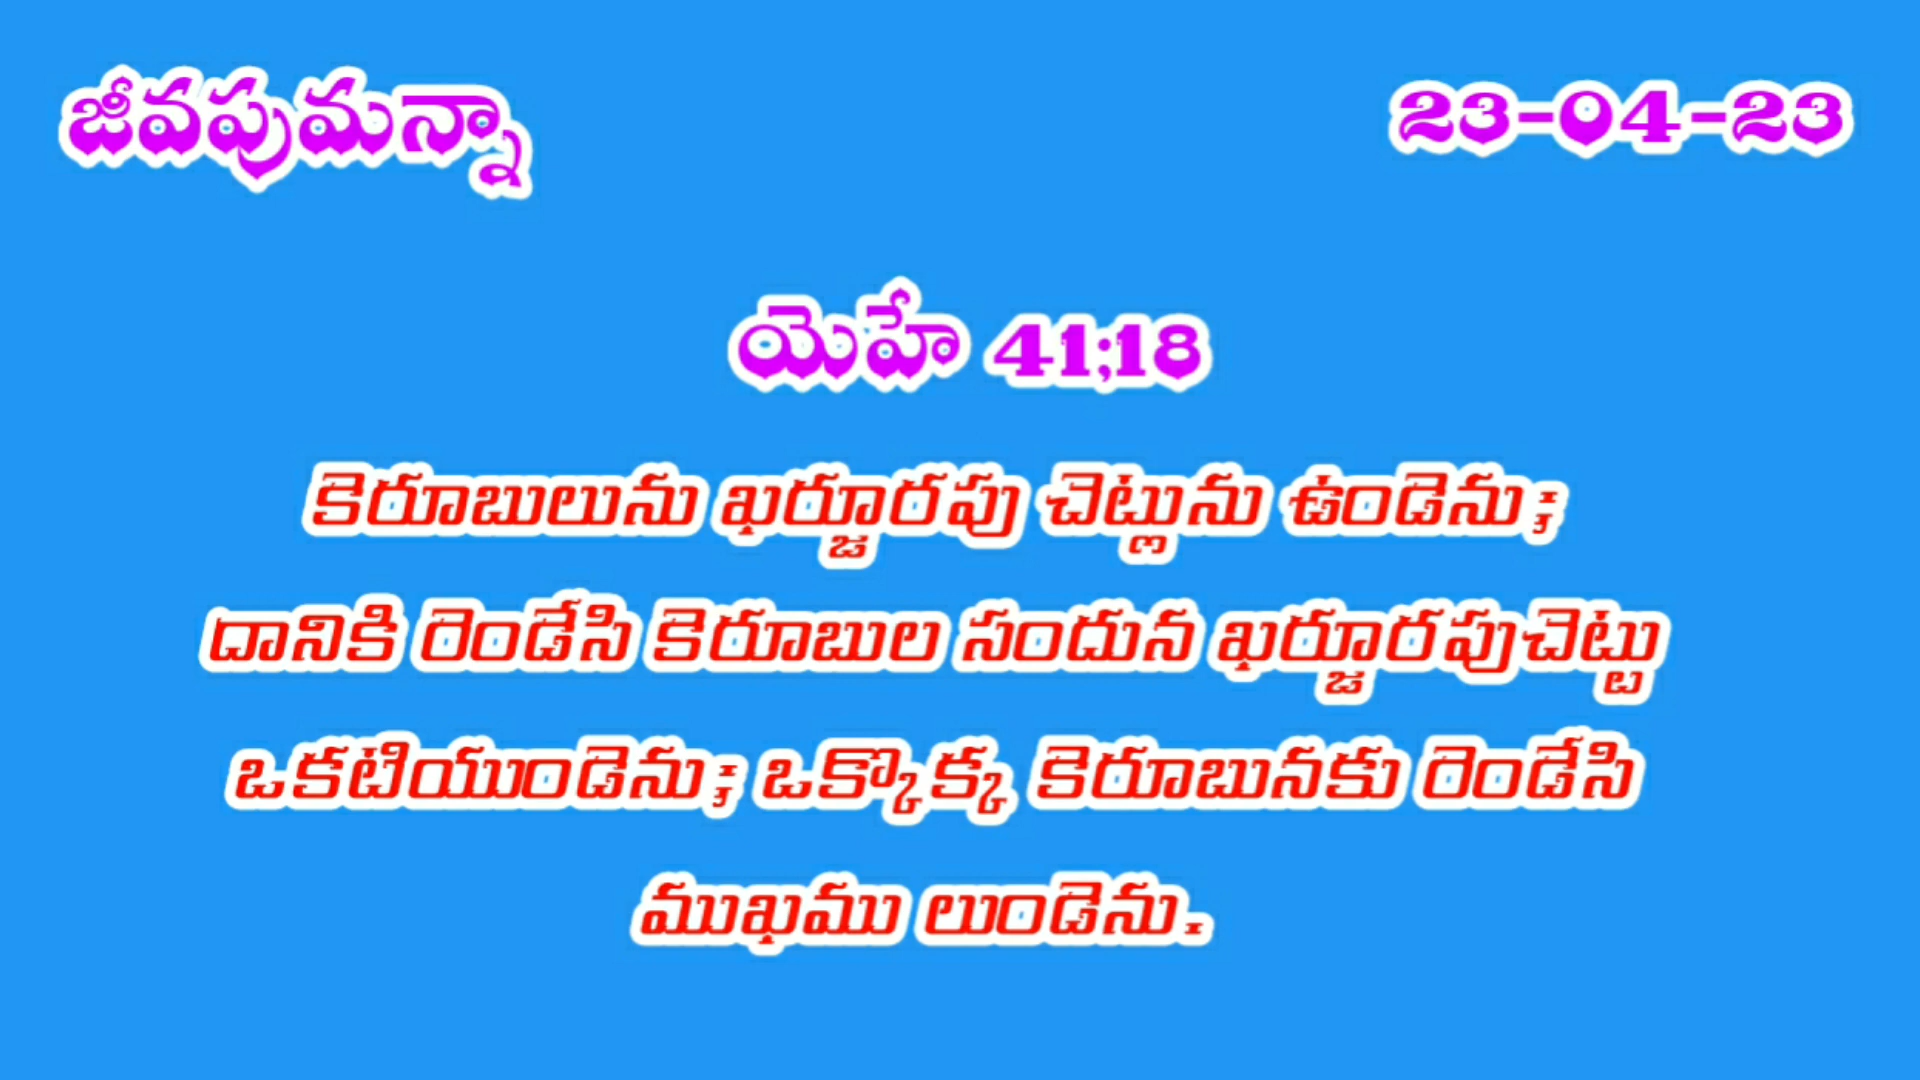 జీవపుమన్నా
23-04-23
యెహే 41;18
కెరూబులును ఖర్జూరపు చెట్లును ఉండెను;
దానికి రెండేసి కెరూబుల సందున ఖర్జూరపుచెట్టు
ఒకటియుండెను; ఒక్కొక్క కెరూబునకు రెండేసి
ముఖము లుండెను.